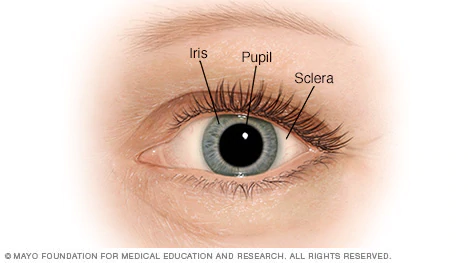 Iris
Pupil
Sclera
© MAYO FOUNDATION FOR MEDICAL EDUCATION AND RESEARCH. ALL RIGHTS RESERVED.